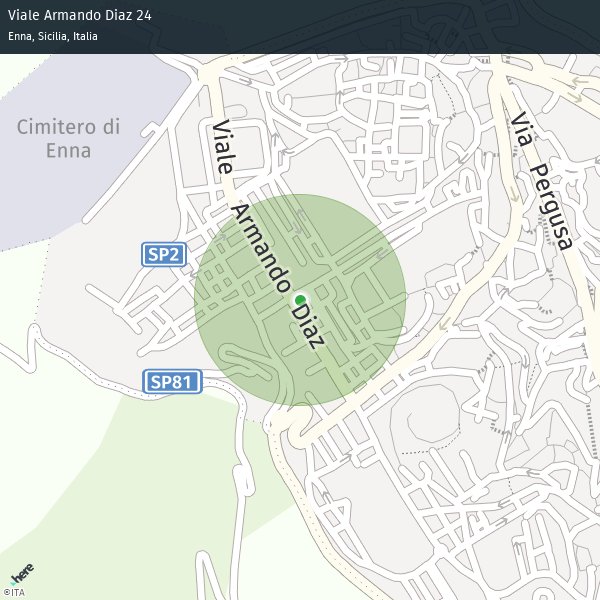 Viale Armando Diaz 24
Enna, Sicilia, Italia
Cimitero di
Enna
Viale Armando Diaz
Via Pergusa
SP2
SP81
here
©ITA